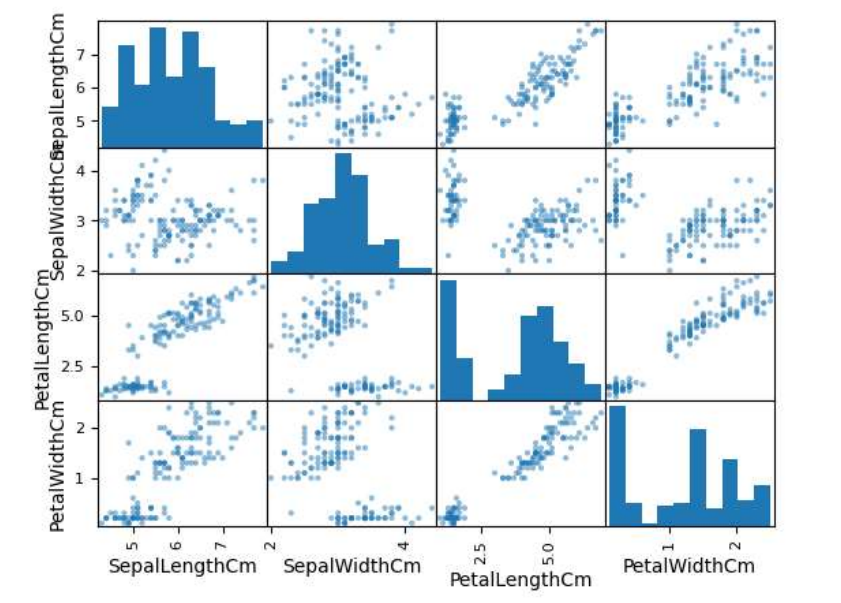 SepalLengthCm
7
6
5
SepalWidthCm
4
3
2
PetalLengthCm
5.0
2.5
PetalWidthCm
2
1
5 6 7 2 4 2.5 5.0 1 2
SepalLengthCm SepalWidthCm PetalLengthCm PetalWidthCm